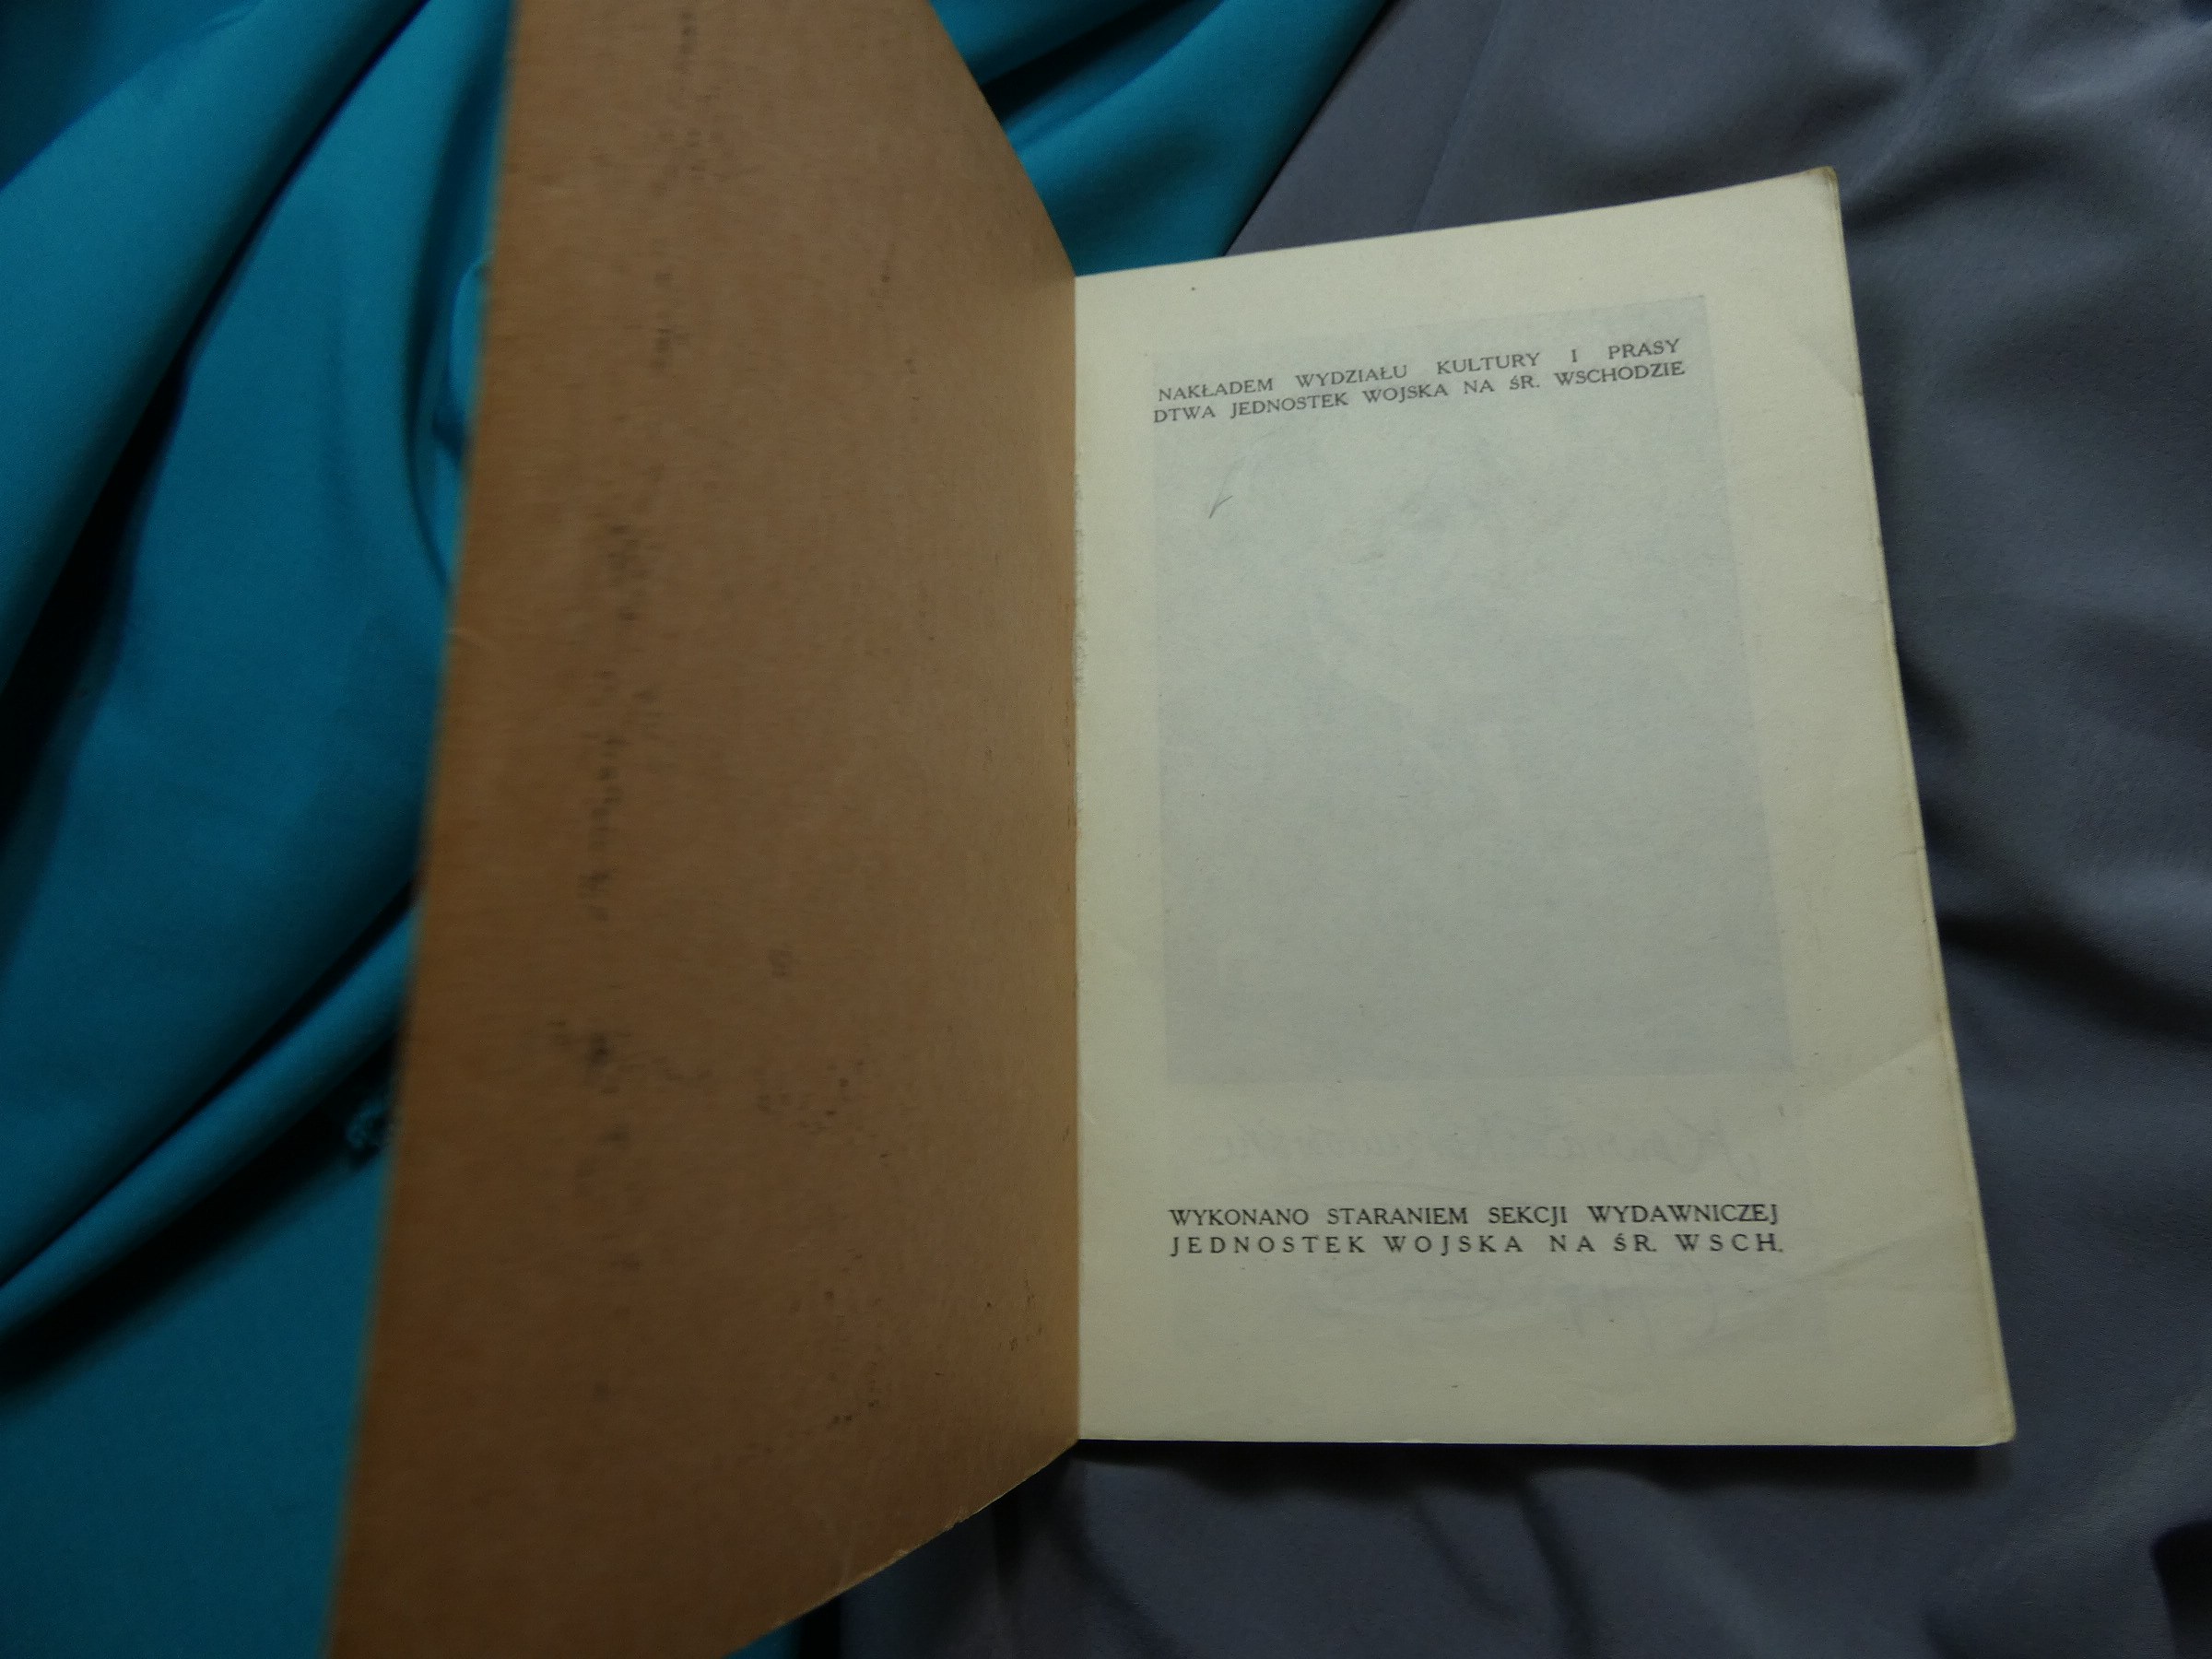 NAKŁADEM WYDZIAŁU KULTURY I PRASY
DTWA JEDNOSTEK WOJSKA NA ŚR. WSCHODZIE
WYKONANO STARANIEM SEKCJI WYDAWNICZEJ
JEDNOSTEK WOJSKA NA ŚR. WSCH.